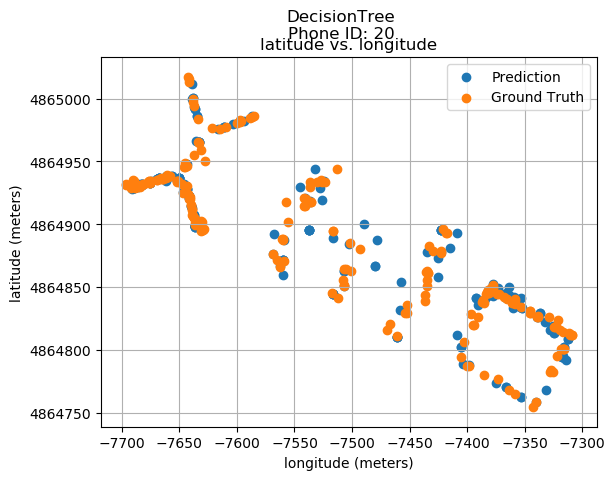 DecisionTree
Phone ID: 20
latitude vs. longitude
Prediction
Ground Truth
4865000
4864950
4864900
4864850
4864800
4864750
latitude (meters)
−7700 −7650 −7600 −7550 −7500 −7450 −7400 −7350 −7300
longitude (meters)